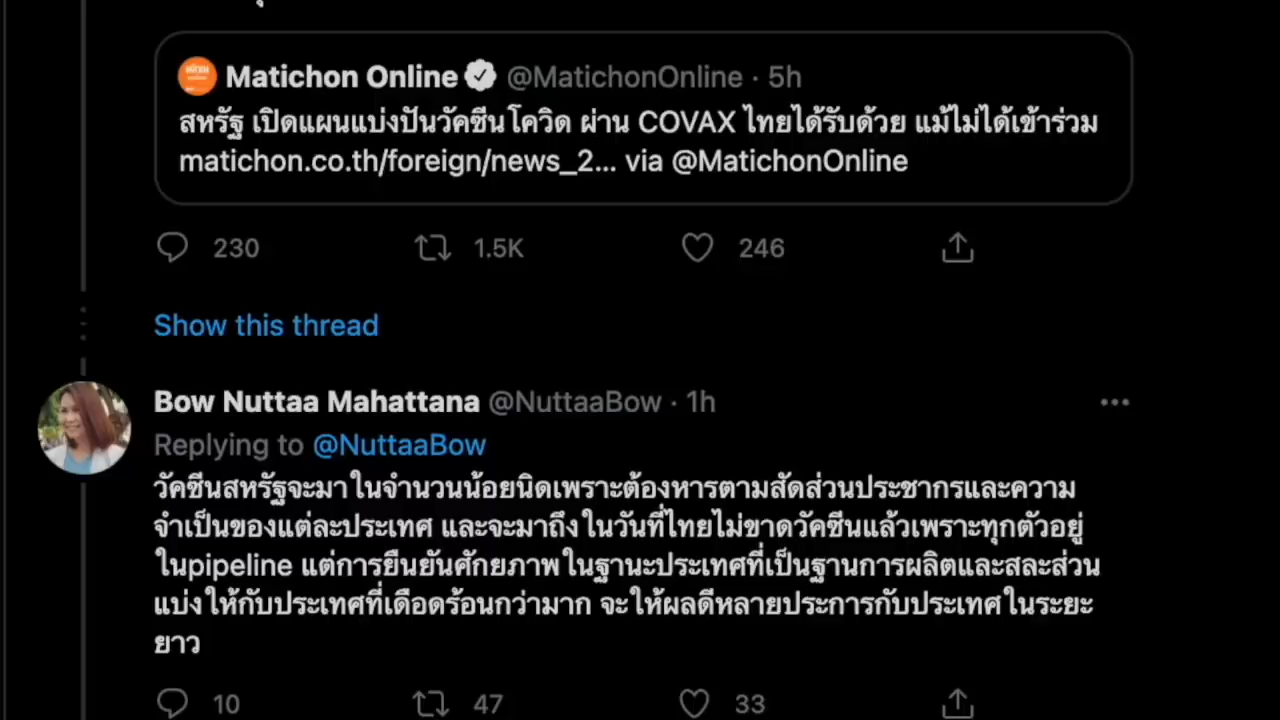 Matichon Online @MatichonOnline · 5h
สหรัฐ เปิดแผนแบ่งปันวัคซีนโควิด ผ่าน COVAX ไทยได้รับด้วย แม้ไม่ได้เข้าร่วม
matichon.co.th/foreign/news_2... via @MatichonOnline
230 1.5K 246
Show this thread
Bow Nuttaa Mahattana @NuttaaBow · 1h
Replying to @NuttaaBow
วัคซีนสหรัฐจะมาในจำนวนน้อยนิดเพราะต้องหารตามสัดส่วนประชากรและความ
จำเป็นของแต่ละประเทศ และจะมาถึงในวันที่ไทยไม่ขาดวัคซีนแล้วเพราะทุกตัวอยู่
ในpipeline แต่การยืนยันศักยภาพในฐานะประเทศที่เป็นฐานการผลิตและสละส่วน
แบ่งให้กับประเทศที่เดือดร้อนกว่ามาก จะให้ผลดีหลายประการกับประเทศในระยะ
ยาว
10 47 33